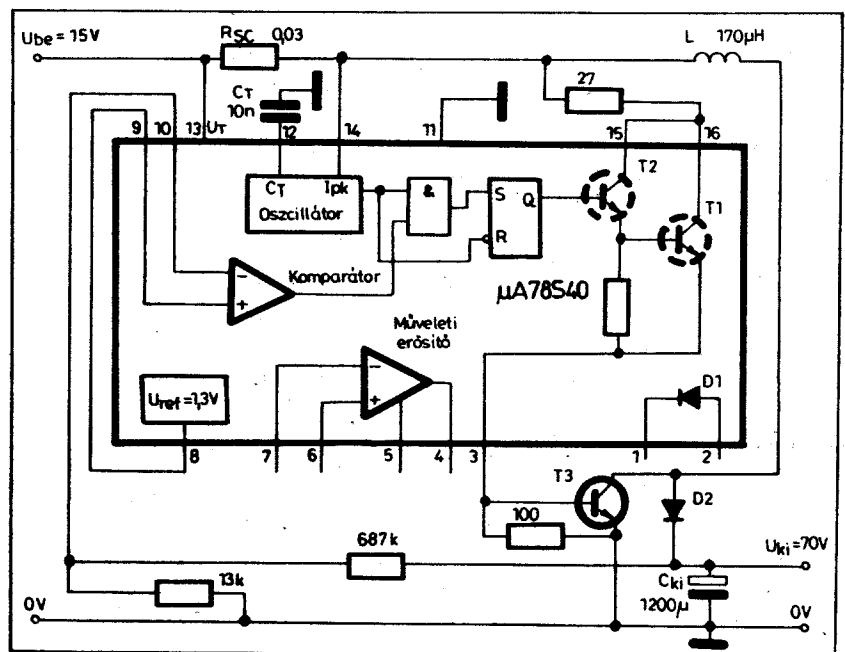 Ube = 15V
RSC 0,03
L 170µH
CT
10n
27
9 10 13 UT 12 14 11 15 16
T2
CT Ipk
Oszcillátor
&
S Q
R
T1
Komparátor
-
+
µA78S40
Műveleti
erősítő
-
+
D1
Uref=1,3V
8 7 6 5 4 3 1 2
T3
100
D2
687k
Uki=70V
13k
Cki
1200µ
0V
0V